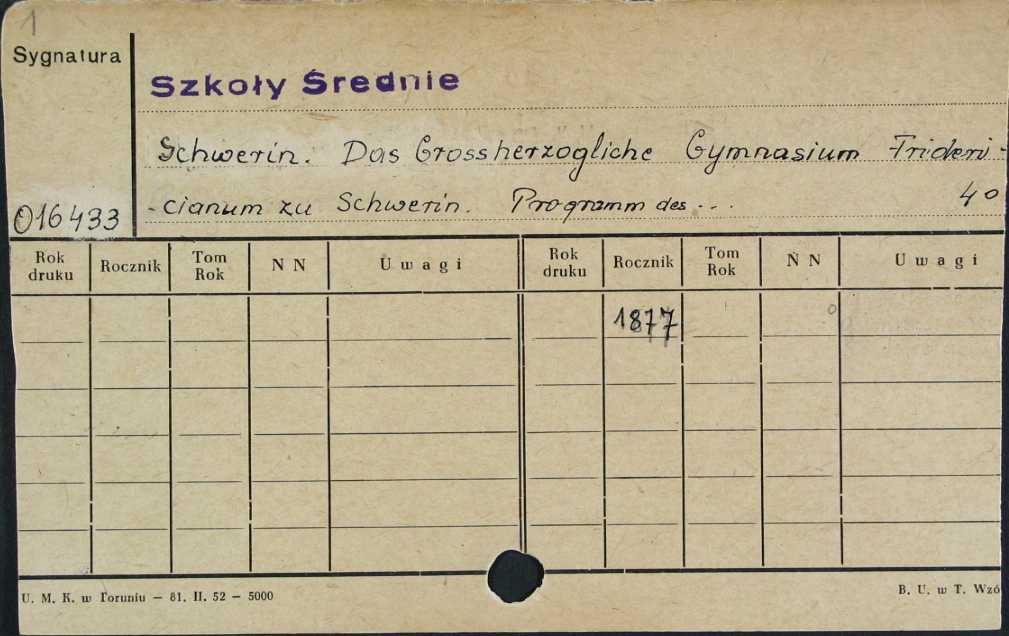 1
Sygnatura
Szkoły Średnie
Schwerin. Das Grossherzogliche Gymnasium Frideri-
-cianum zu Schwerin. Programm des... 4o
016433
Rok druku Rocznik Tom Rok N N Uwagi Rok druku Rocznik Tom Rok N N Uwagi
1877
U. M. K. w Toruniu — 81. II. 52 — 5000 B. U. w T. Wzó